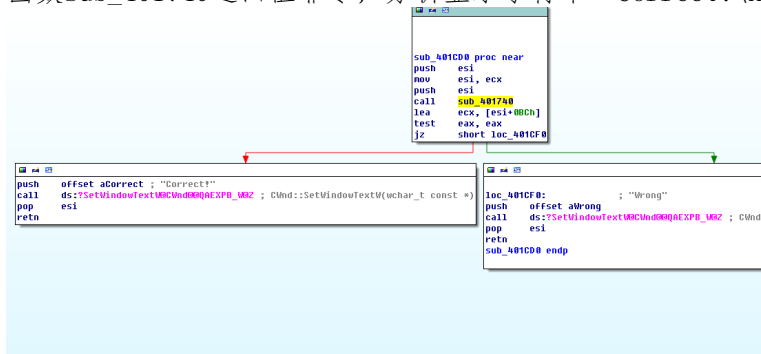 sub_401CD0 proc near
push esi
mov esi, ecx
push esi
call sub_401740
lea ecx, [esi+0BCh]
test eax, eax
jz short loc_401CF0
push offset aCorrect ; "Correct!"
call ds:?SetWindowTextW@CWnd@@QAEXPB_W@Z ; CWnd::SetWindowTextW(wchar_t const *)
pop esi
retn
loc_401CF0: ; "Wrong"
push offset aWrong
call ds:?SetWindowTextW@CWnd@@QAEXPB_W@Z ; CWnd
pop esi
retn
sub_401CD0 endp